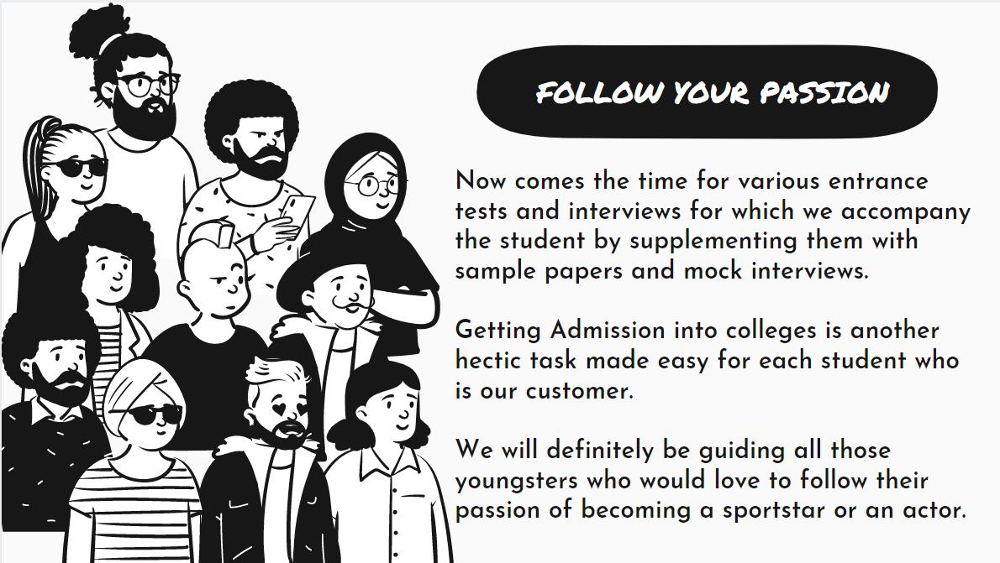 FOLLOW YOUR PASSION
Now comes the time for various entrance
tests and interviews for which we accompany
the student by supplementing them with
sample papers and mock interviews.
Getting Admission into colleges is another
hectic task made easy for each student who
is our customer.
We will definitely be guiding all those
youngsters who would love to follow their
passion of becoming a sportstar or an actor.